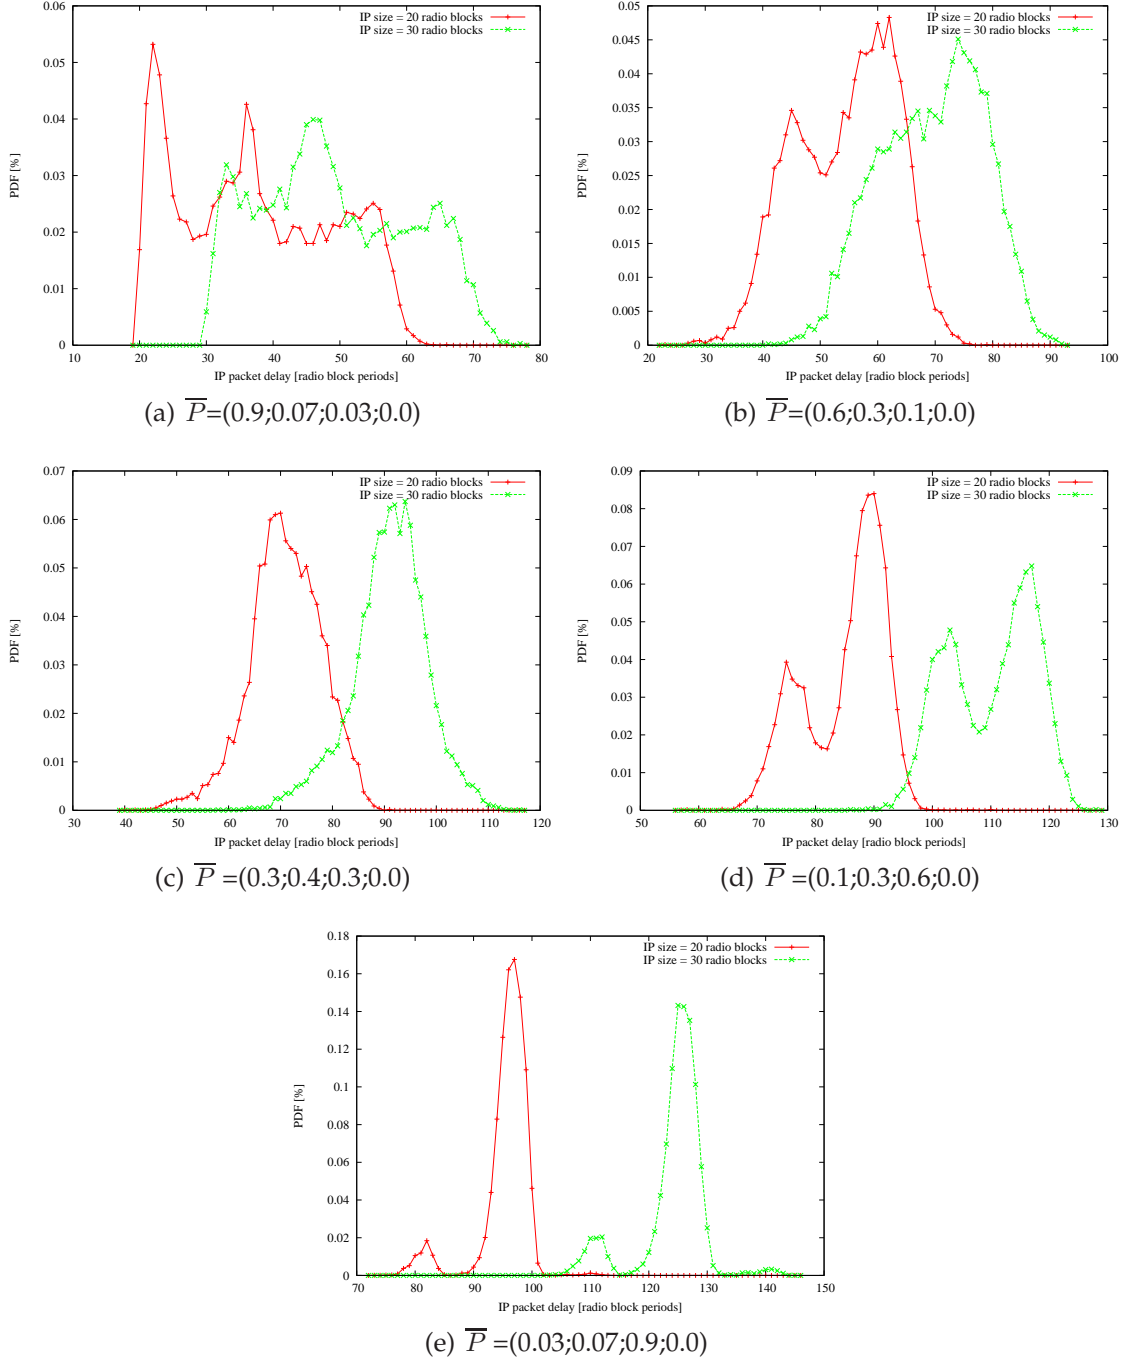 0.06
0.05
0.04
0.03
0.02
0.01
0
PDF [%]
IP size = 20 radio blocks
IP size = 30 radio blocks
10 20 30 40 50 60 70 80
IP packet delay [radio block periods]
(a) P=(0.9;0.07;0.03;0.0)
0.05
0.045
0.04
0.035
0.03
0.025
0.02
0.015
0.01
0.005
0
PDF [%]
IP size = 20 radio blocks
IP size = 30 radio blocks
20 30 40 50 60 70 80 90 100
IP packet delay [radio block periods]
(b) P=(0.6;0.3;0.1;0.0)
0.07
0.06
0.05
0.04
0.03
0.02
0.01
0
PDF [%]
IP size = 20 radio blocks
IP size = 30 radio blocks
30 40 50 60 70 80 90 100 110 120
IP packet delay [radio block periods]
(c) P =(0.3;0.4;0.3;0.0)
0.09
0.08
0.07
0.06
0.05
0.04
0.03
0.02
0.01
0
PDF [%]
IP size = 20 radio blocks
IP size = 30 radio blocks
50 60 70 80 90 100 110 120 130
IP packet delay [radio block periods]
(d) P =(0.1;0.3;0.6;0.0)
0.18
0.16
0.14
0.12
0.1
0.08
0.06
0.04
0.02
0
PDF [%]
IP size = 20 radio blocks
IP size = 30 radio blocks
70 80 90 100 110 120 130 140 150
IP packet delay [radio block periods]
(e) P =(0.03;0.07;0.9;0.0)